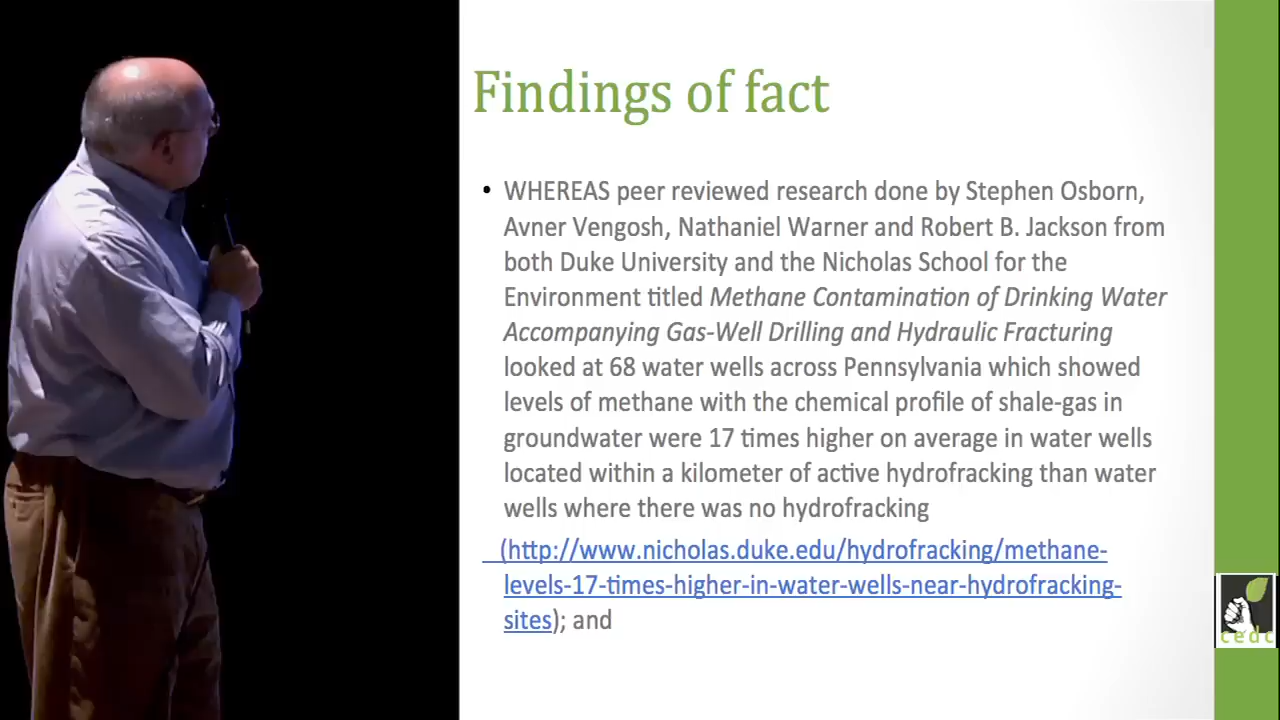 Findings of fact
• WHEREAS peer reviewed research done by Stephen Osborn,
Avner Vengosh, Nathaniel Warner and Robert B. Jackson from
both Duke University and the Nicholas School for the
Environment titled Methane Contamination of Drinking Water
Accompanying Gas-Well Drilling and Hydraulic Fracturing
looked at 68 water wells across Pennsylvania which showed
levels of methane with the chemical profile of shale-gas in
groundwater were 17 times higher on average in water wells
located within a kilometer of active hydrofracking than water
wells where there was no hydrofracking
(http://www.nicholas.duke.edu/hydrofracking/methane-
levels-17-times-higher-in-water-wells-near-hydrofracking-
sites); and
cedc